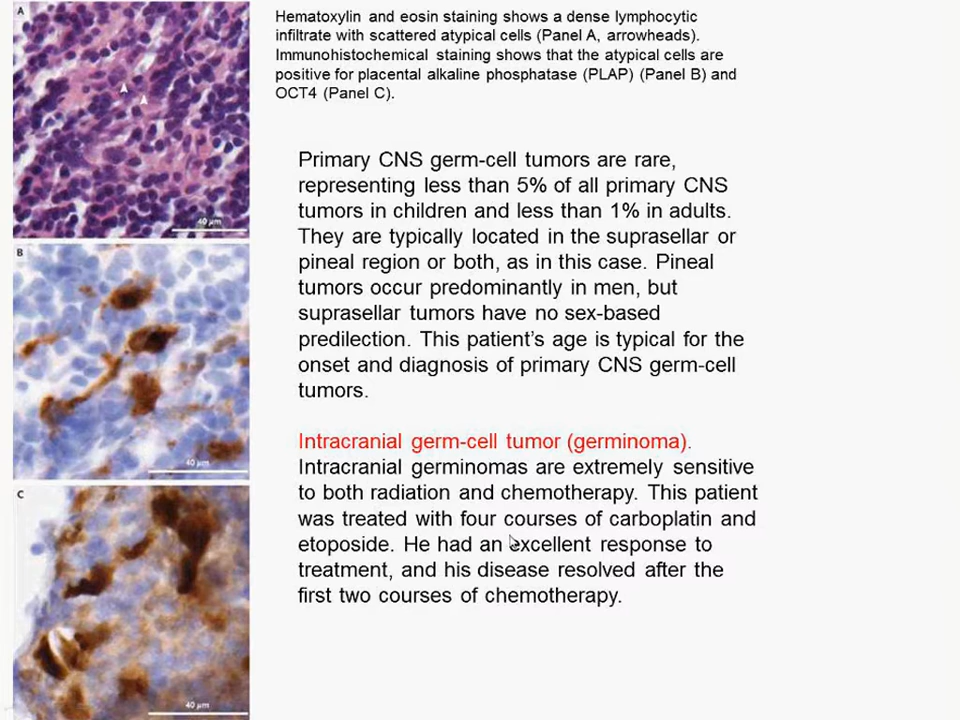 A
Hematoxylin and eosin staining shows a dense lymphocytic
infiltrate with scattered atypical cells (Panel A, arrowheads).
Immunohistochemical staining shows that the atypical cells are
positive for placental alkaline phosphatase (PLAP) (Panel B) and
OCT4 (Panel C).
40 μm
B
40 μm
C
40 μm
Primary CNS germ-cell tumors are rare,
representing less than 5% of all primary CNS
tumors in children and less than 1% in adults.
They are typically located in the suprasellar or
pineal region or both, as in this case. Pineal
tumors occur predominantly in men, but
suprasellar tumors have no sex-based
predilection. This patient's age is typical for the
onset and diagnosis of primary CNS germ-cell
tumors.
Intracranial germ-cell tumor (germinoma).
Intracranial germinomas are extremely sensitive
to both radiation and chemotherapy. This patient
was treated with four courses of carboplatin and
etoposide. He had an excellent response to
treatment, and his disease resolved after the
first two courses of chemotherapy.